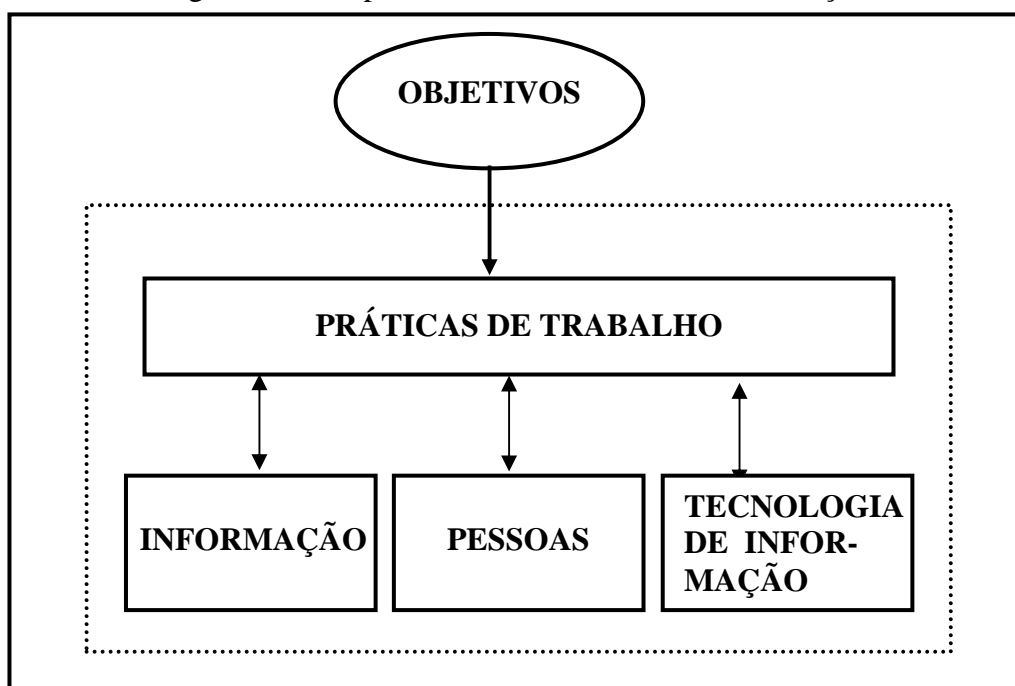 OBJETIVOS
PRÁTICAS DE TRABALHO
INFORMAÇÃO
PESSOAS
TECNOLOGIA
DE INFOR-
MAÇÃO